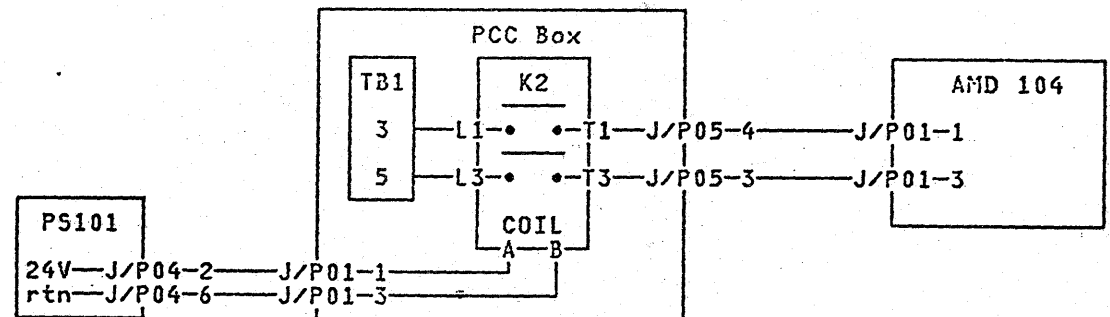 PCC Box
TB1 K2 AMD 104
3 L1 T1 J/P05-4 J/P01-1
5 L3 T3 J/P05-3 J/P01-3
PS101 COIL
A B
24V J/P04-2 J/P01-1
rtn J/P04-6 J/P01-3